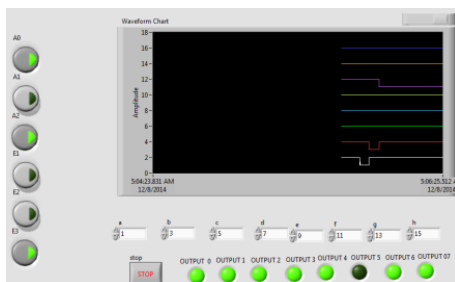 Waveform Chart
A0
A1
A2
E1
E2
E3
Amplitude
18-
16-
14-
12-
10-
8-
6-
4-
2-
0-
5:04:23.831 AM
12/8/2014
5:06:25.512 AM
12/8/2014
a b c d e f g h
1 3 5 7 9 11 13 15
stop
STOP
OUTPUT 0 OUTPUT 1 OUTPUT 2 OUTPUT 3 OUTPUT 4 OUTPUT 5 OUTPUT 6 OUTPUT 07